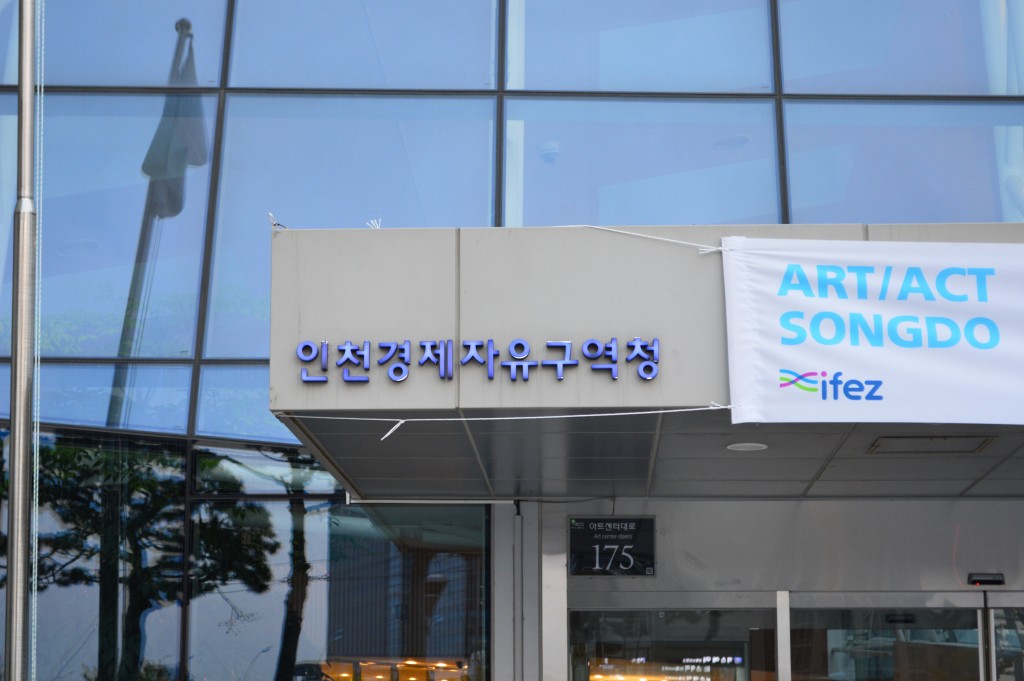 인천경제자유구역청
ART/ACT
SONGDO
ifez
아트센터대로
Art center-daero
175